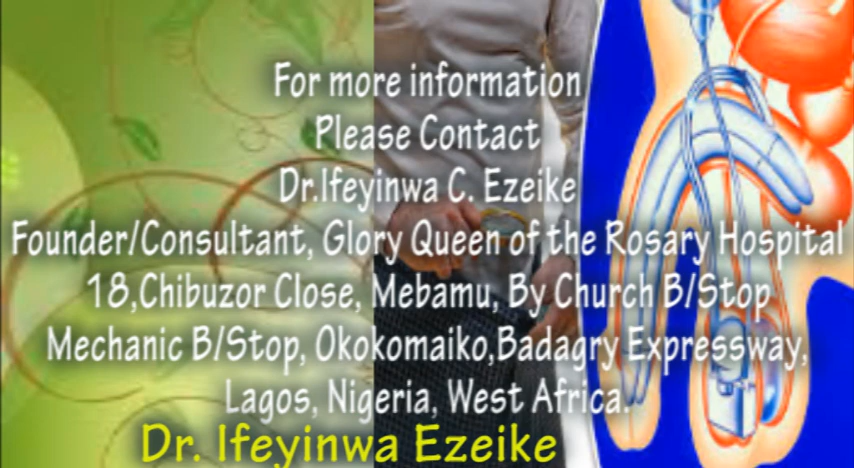 For more information
Please Contact
Dr.Ifeyinwa C. Ezeike
Founder/Consultant, Glory Queen of the Rosary Hospital
18,Chibuzor Close, Mebamu, By Church B/Stop
Mechanic B/Stop, Okokomaiko,Badagry Expressway,
Lagos, Nigeria, West Africa.
Dr. Ifeyinwa Ezeike